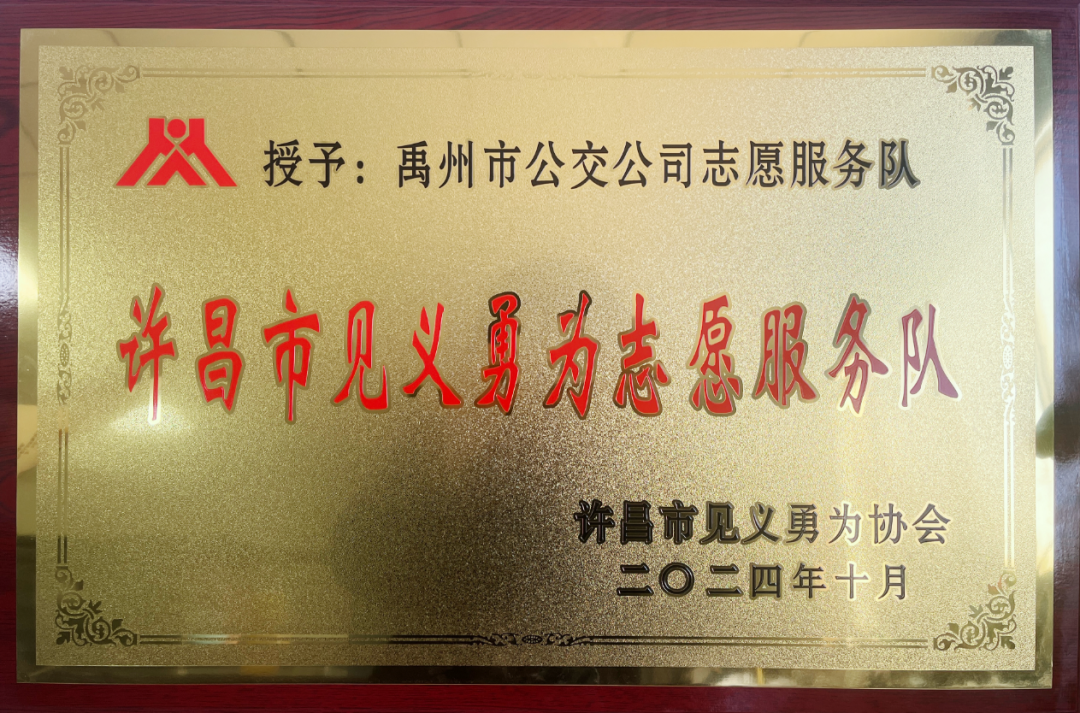 授予：禹州市公交公司志愿服务队
许昌市见义勇为志愿服务队
许昌市见义勇为协会
二〇二四年十月